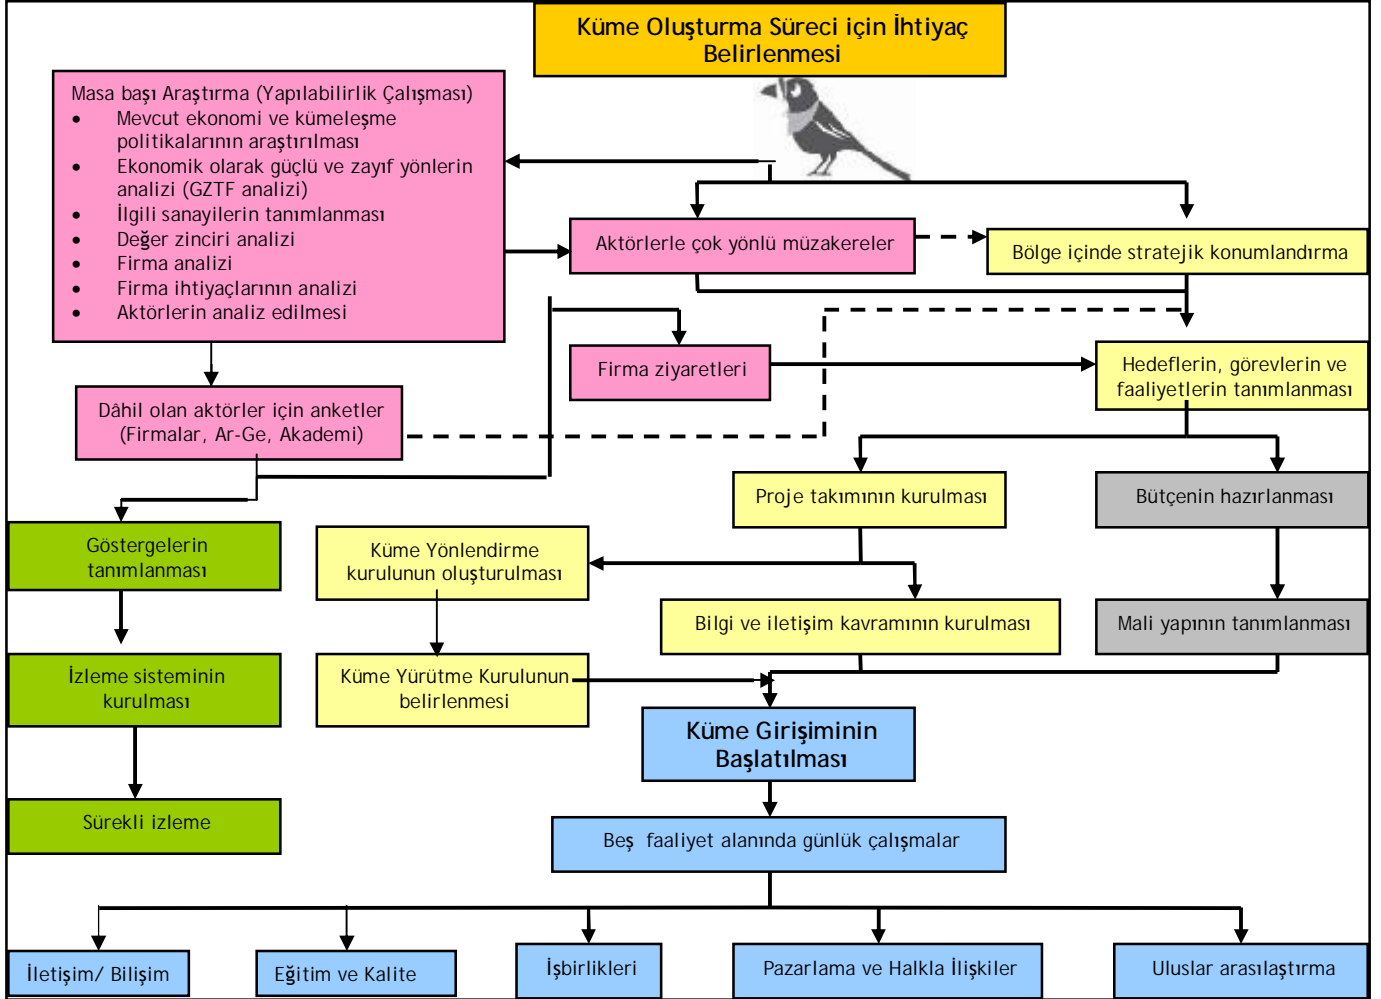 Küme Oluşturma Süreci için İhtiyaç
Belirlenmesi
Masa başı Araştırma (Yapılabilirlik Çalışması)
• Mevcut ekonomi ve kümeleşme
politikalarının araştırılması
• Ekonomik olarak güçlü ve zayıf yönlerin
analizi (GZTF analizi)
• İlgili sanayilerin tanımlanması
• Değer zinciri analizi
• Firma analizi
• Firma ihtiyaçlarının analizi
• Aktörlerin analiz edilmesi
Aktörlerle çok yönlü müzakereler
Bölge içinde stratejik konumlandırma
Firma ziyaretleri
Hedeflerin, görevlerin ve
faaliyetlerin tanımlanması
Dâhil olan aktörler için anketler
(Firmalar, Ar-Ge, Akademi)
Proje takımının kurulması
Bütçenin hazırlanması
Göstergelerin
tanımlanması
Küme Yönlendirme
kurulunun oluşturulması
Bilgi ve iletişim kavramının kurulması
Mali yapının tanımlanması
İzleme sisteminin
kurulması
Küme Yürütme Kurulunun
belirlenmesi
Küme Girişiminin
Başlatılması
Sürekli izleme
Beş faaliyet alanında günlük çalışmalar
İletişim/ Bilişim
Eğitim ve Kalite
İşbirlikleri
Pazarlama ve Halkla İlişkiler
Uluslar arasılaştırma